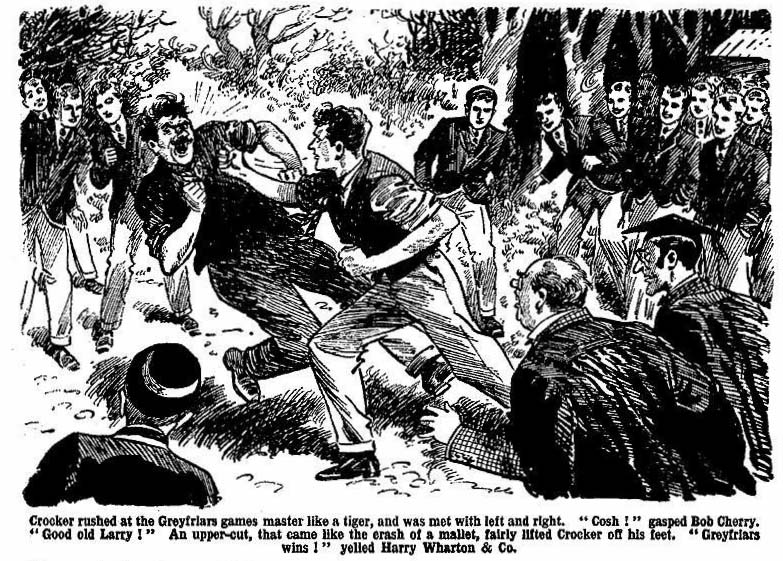 Crocker rushed at the Greyfriars games master like a tiger, and was met with left and right. "Cosh!" gasped Bob Cherry.
"Good old Larry!" An upper-cut, that came like the crash of a mallet, fairly lifted Crocker off his feet. "Greyfriars
wins!" yelled Harry Wharton & Co.